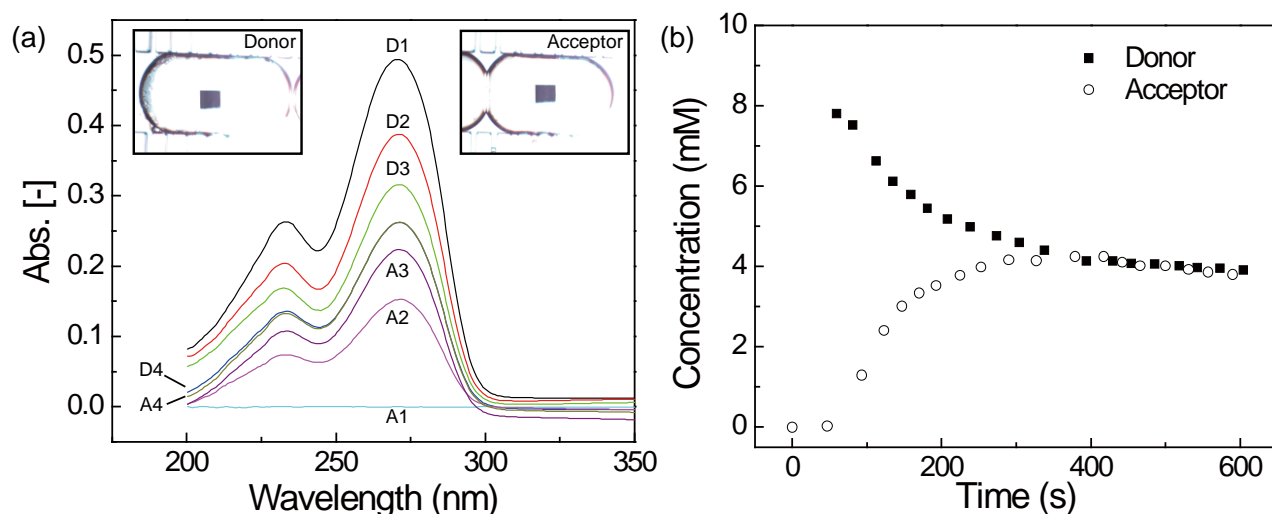 (a)
Donor
Acceptor
D1
D2
D3
A3
A2
D4
A4
A1
0.5
0.4
0.3
0.2
0.1
0.0
Abs. [-]
200 250 300 350
Wavelength (nm)
(b)
Donor
Acceptor
10
8
6
4
2
0
Concentration (mM)
0 200 400 600
Time (s)